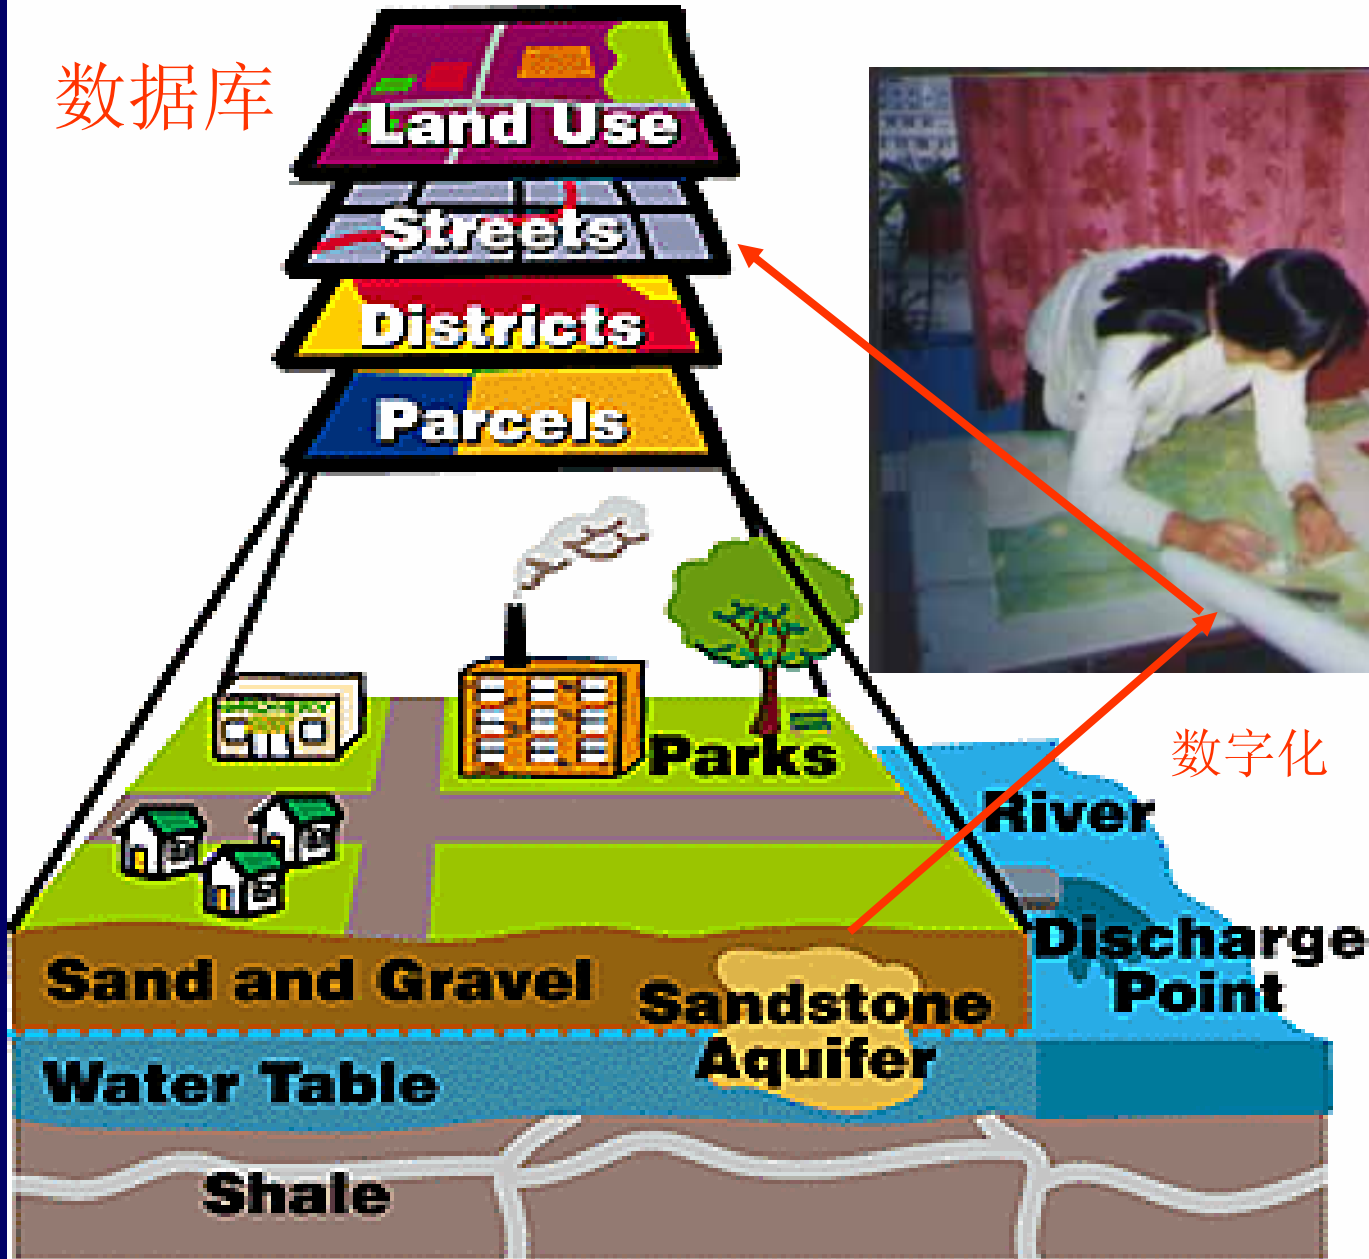 数据库
Land Use
Streets
Districts
Parcels
Parks
数字化
River
Discharge
Point
Sand and Gravel
Sandstone
Aquifer
Water Table
Shale